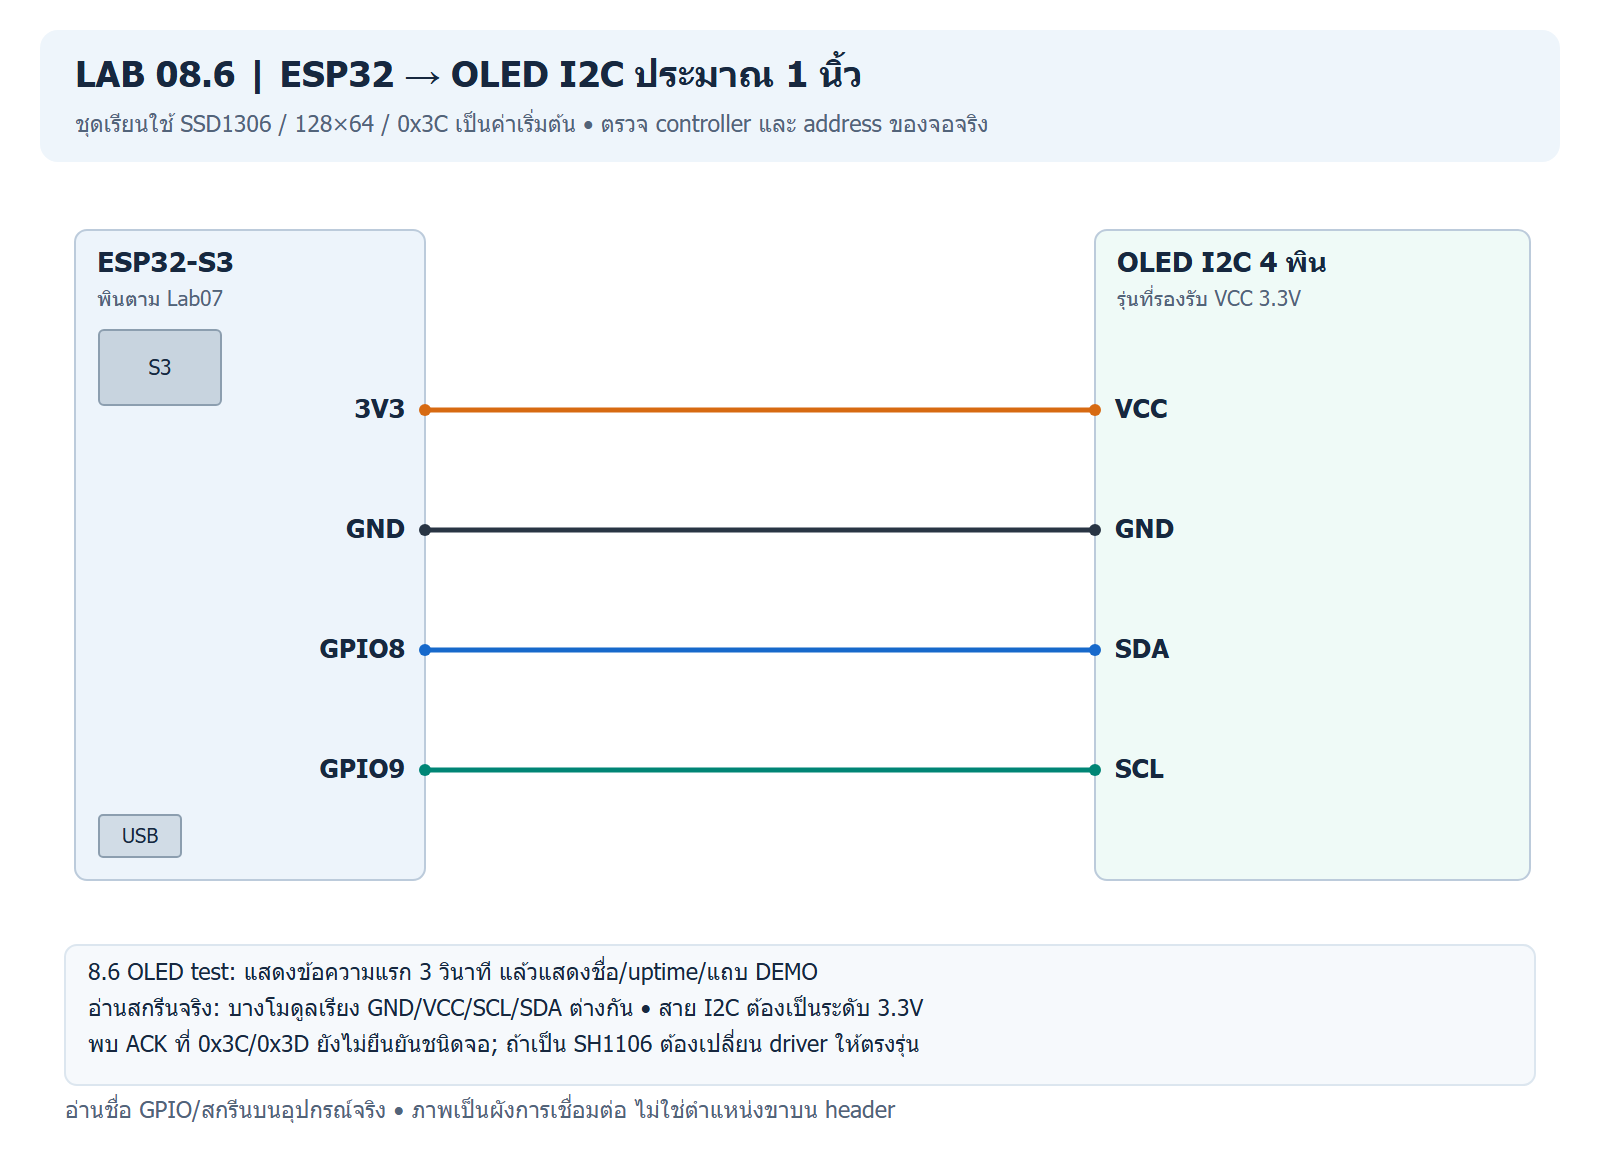 LAB 08.6 | ESP32 → OLED I2C ประมาณ 1 นิ้ว
ชุดเรียนใช้ SSD1306 / 128×64 / 0x3C เป็นค่าเริ่มต้น • ตรวจ controller และ address ของจอจริง
ESP32-S3
พินตาม Lab07
S3
OLED I2C 4 พิน
รุ่นที่รองรับ VCC 3.3V
3V3
VCC
GND
GND
GPIO8
SDA
GPIO9
SCL
USB
8.6 OLED test: แสดงข้อความแรก 3 วินาที แล้วแสดงชื่อ/uptime/แถบ DEMO
อ่านสกรีนจริง: บางโมดูลเรียง GND/VCC/SCL/SDA ต่างกัน • สาย I2C ต้องเป็นระดับ 3.3V
พบ ACK ที่ 0x3C/0x3D ยังไม่ยืนยันชนิดจอ; ถ้าเป็น SH1106 ต้องเปลี่ยน driver ให้ตรงรุ่น
อ่านชื่อ GPIO/สกรีนบนอุปกรณ์จริง • ภาพเป็นผังการเชื่อมต่อ ไม่ใช่ตำแหน่งขาบน header